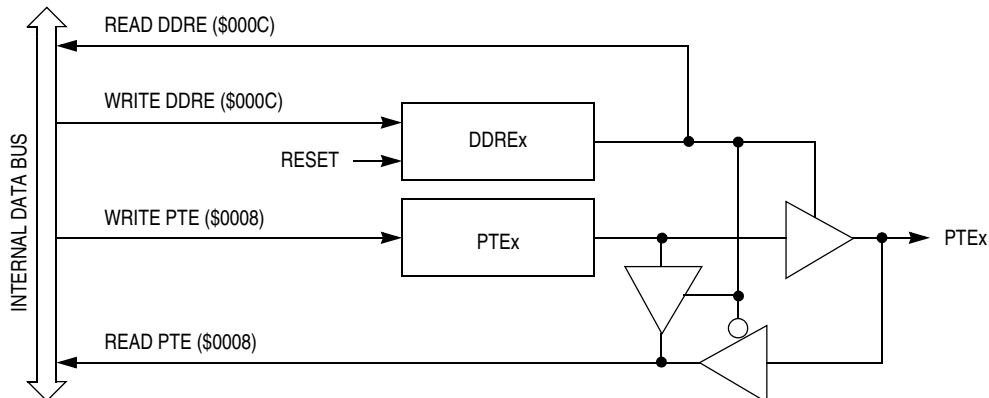 READ DDRE ($000C)
WRITE DDRE ($000C)
DDREx
RESET
WRITE PTE ($0008)
PTEx
PTEx
READ PTE ($0008)
INTERNAL DATA BUS